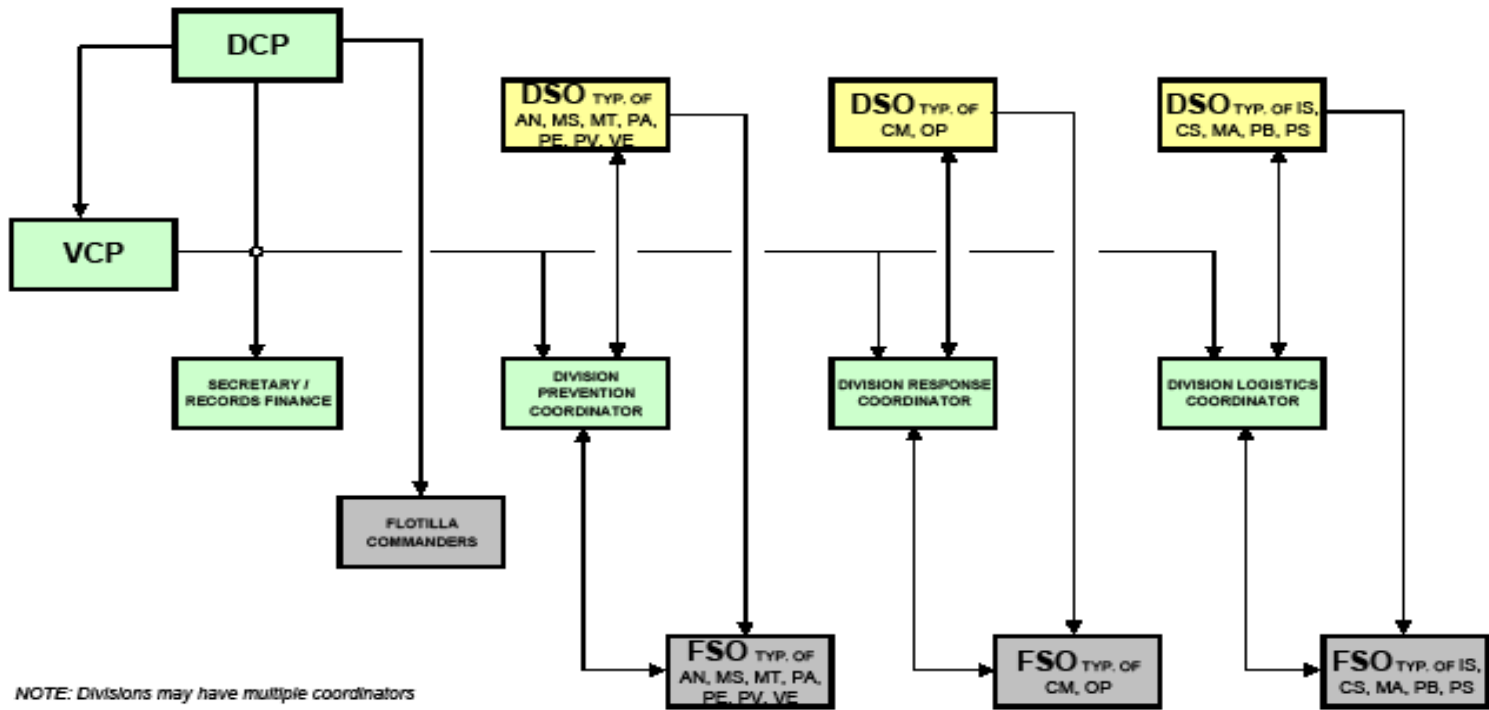 DCP
DSO TYP. OF
AN, MS, MT, PA,
PE, PV, VE
DSO TYP. OF
CM, OP
DSO TYP. OF IS,
CS, MA, PB, PS
VCP
SECRETARY /
RECORDS FINANCE
DIVISION
PREVENTION
COORDINATOR
DIVISION RESPONSE
COORDINATOR
DIVISION LOGISTICS
COORDINATOR
FLOTILLA
COMMANDERS
FSO TYP. OF
AN, MS, MT, PA,
PE, PV, VE
FSO TYP. OF
CM, OP
FSO TYP. OF IS,
CS, MA, PB, PS
NOTE: Divisions may have multiple coordinators